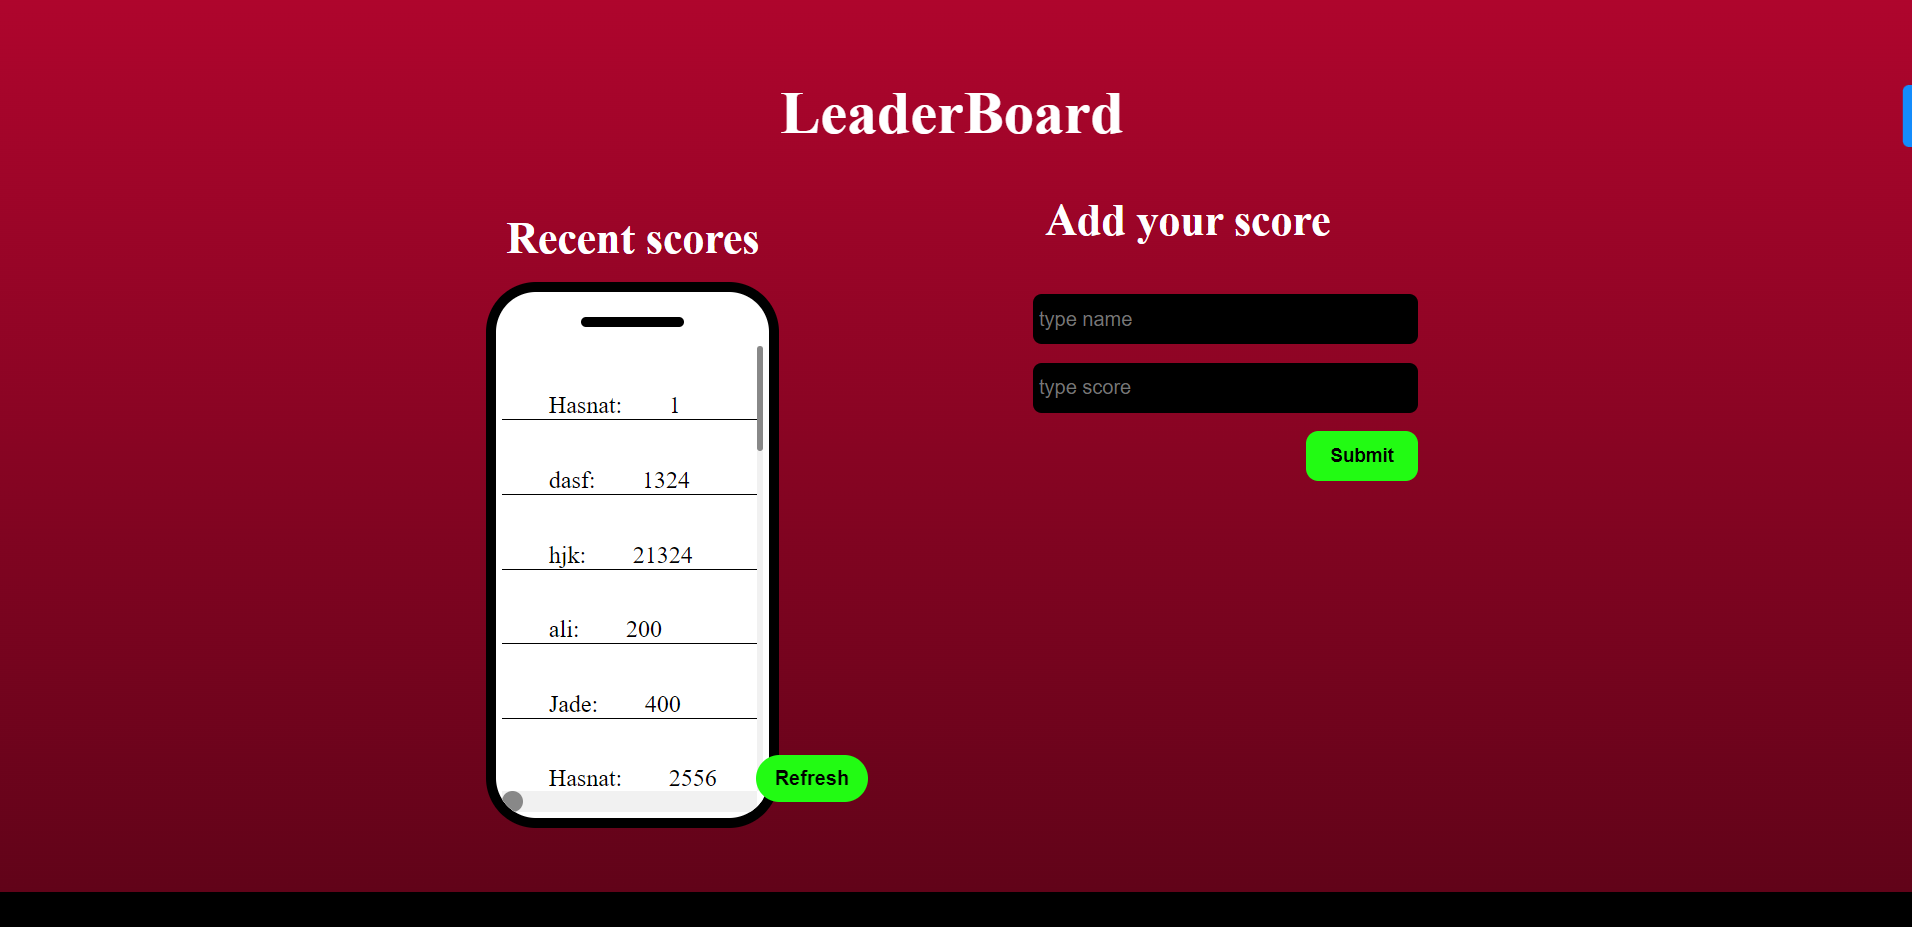 LeaderBoard
Recent scores
Hasnat: 1
dasf: 1324
hjk: 21324
ali: 200
Jade: 400
Hasnat: 2556
Refresh
Add your score
type name
type score
Submit